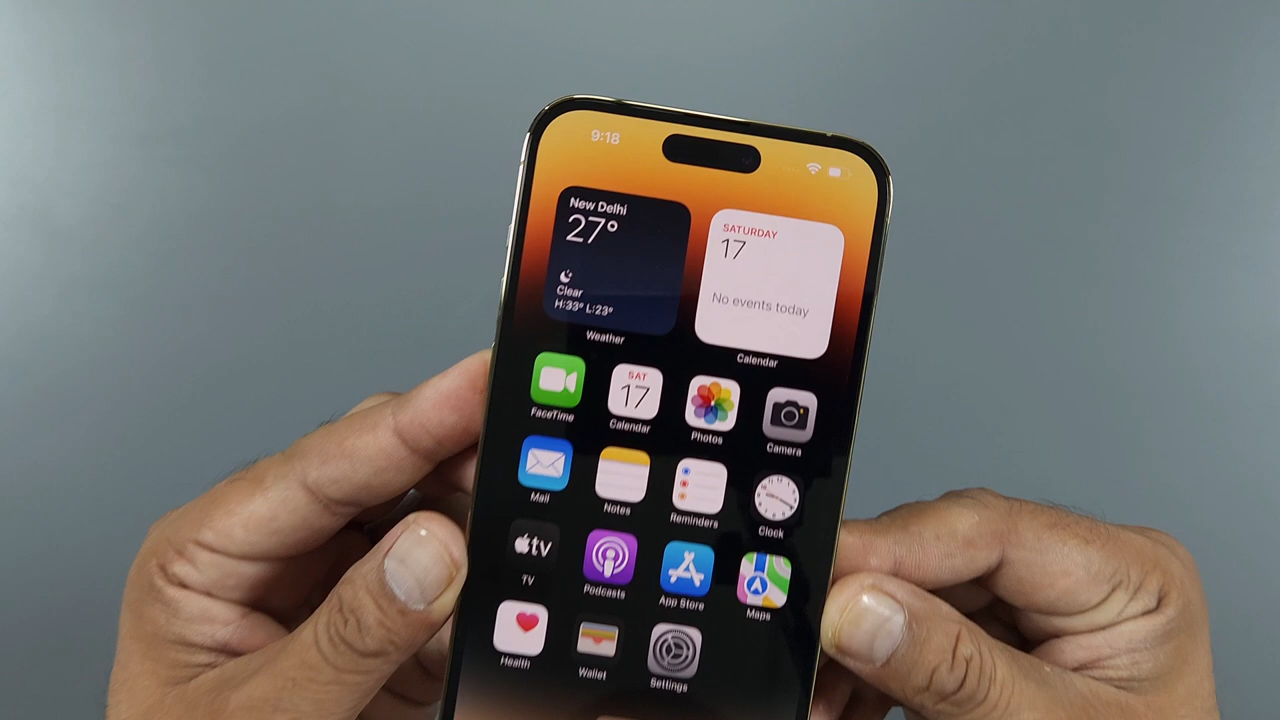 9:18
New Delhi
27°
Clear
H:33° L:23°
Weather
SATURDAY
17
No events today
Calendar
FaceTime
SAT
17
Calendar
Photos
Camera
Mail
Notes
Reminders
Clock
tv
TV
Podcasts
App Store
Maps
Health
Wallet
Settings